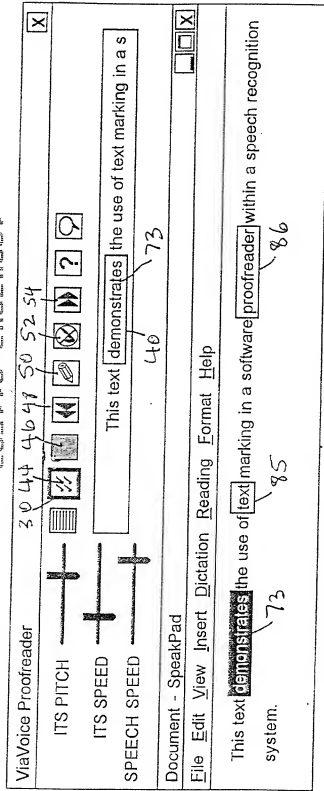 ViaVoice Proofreader X
30 44 46 48 50 52 54
ITS PITCH
?
ITS SPEED
SPEECH SPEED
This text demonstrates the use of text marking in a s
40 73
Document - SpeakPad X
File Edit View Insert Dictation Reading Format Help
This text demonstrates the use of text marking in a software proofreader within a speech recognition
system.
73 85 86